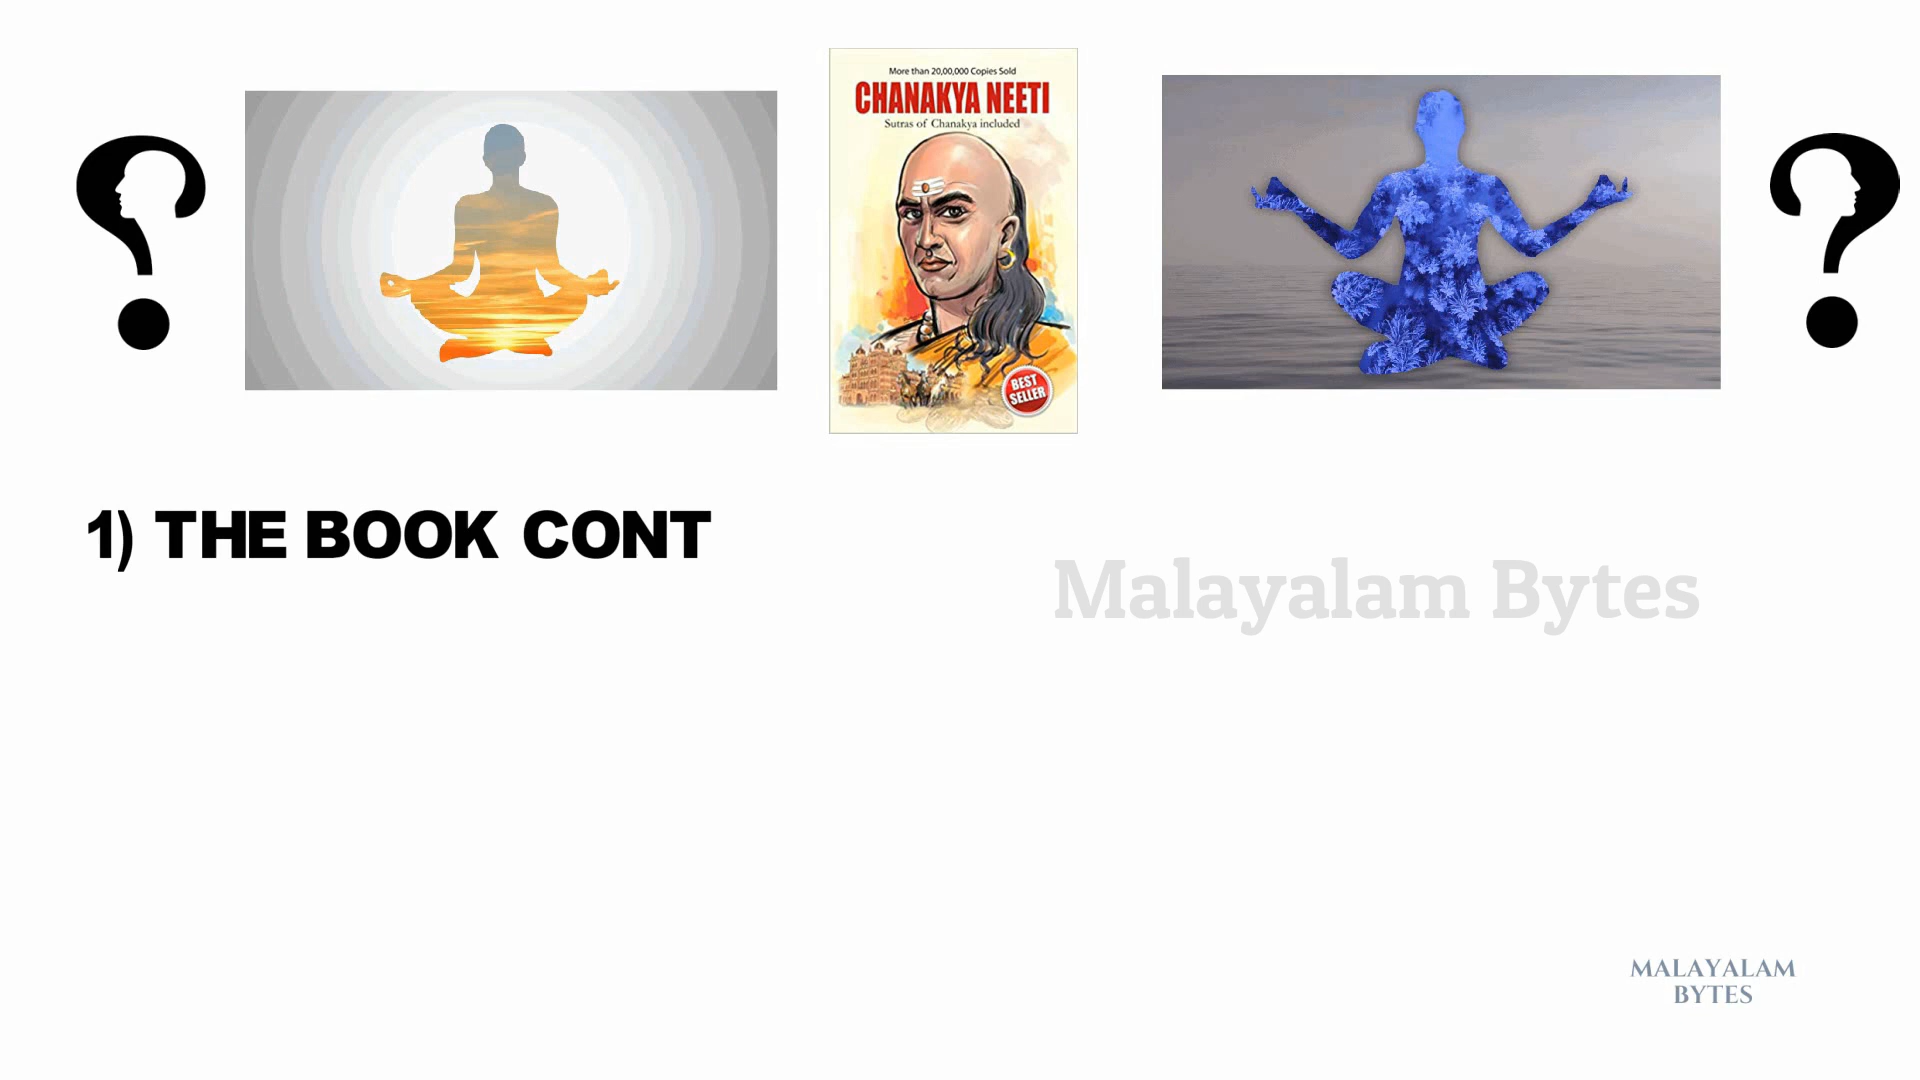 More than 20,00,000 Copies Sold
CHANAKYA NEETI
Sutras of Chanakya included
BEST
SELLER
1) THE BOOK CONT
Malayalam Bytes
MALAYALAM
BYTES